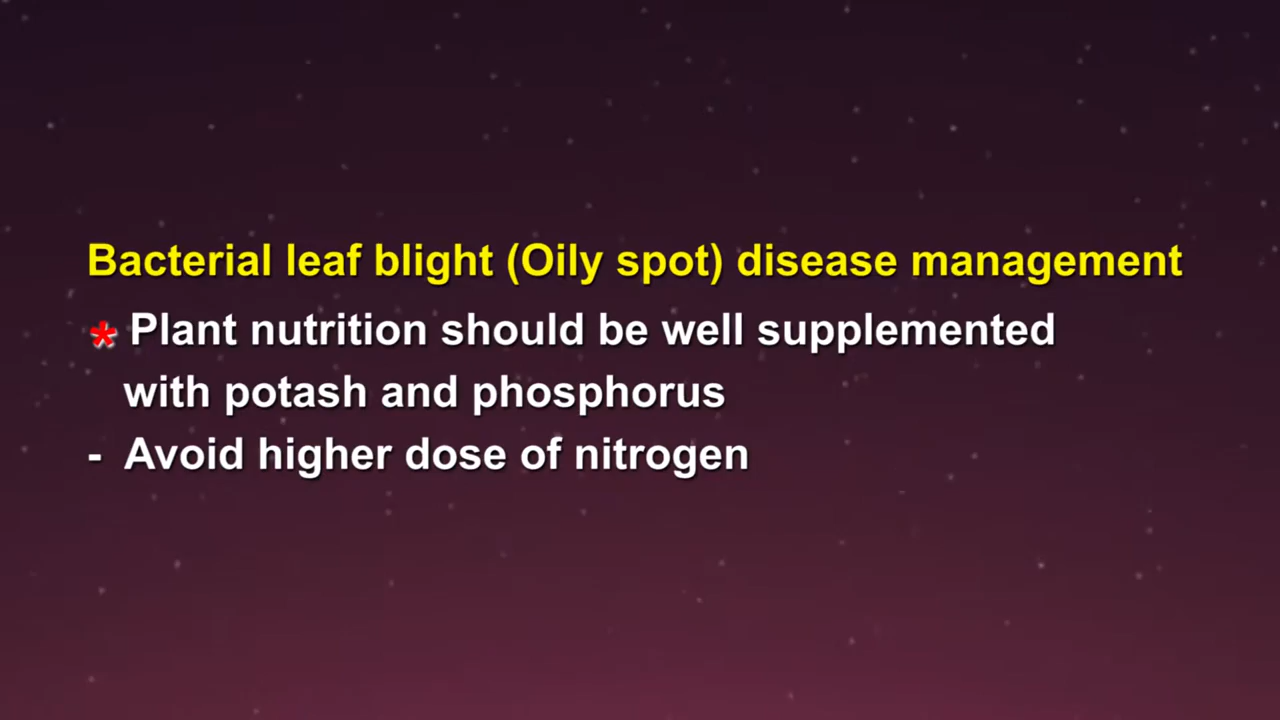 Bacterial leaf blight (Oily spot) disease management
* Plant nutrition should be well supplemented
with potash and phosphorus
- Avoid higher dose of nitrogen